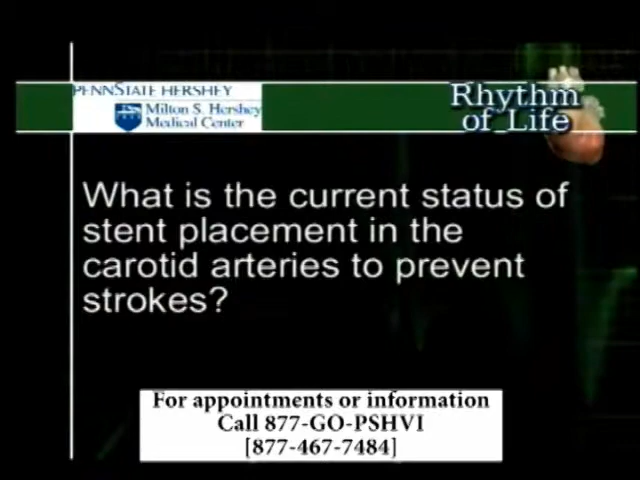 PENNSTATE HERSHEY
Milton S. Hershey
Medical Center
Rhythm
of Life
What is the current status of
stent placement in the
carotid arteries to prevent
strokes?
For appointments or information
Call 877-GO-PSHVI
[877-467-7484]